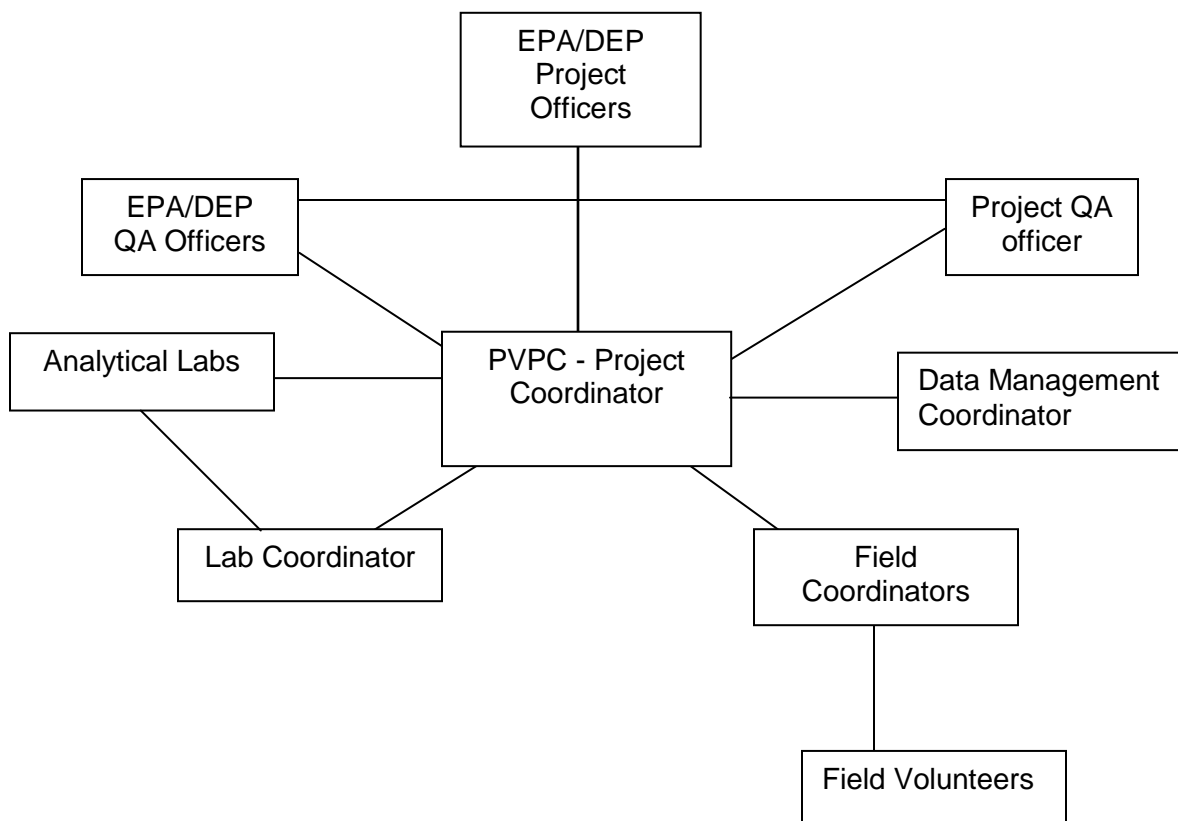 EPA/DEP
Project
Officers
EPA/DEP
QA Officers
Project QA
officer
Analytical Labs
PVPC - Project
Coordinator
Data Management
Coordinator
Lab Coordinator
Field
Coordinators
Field Volunteers